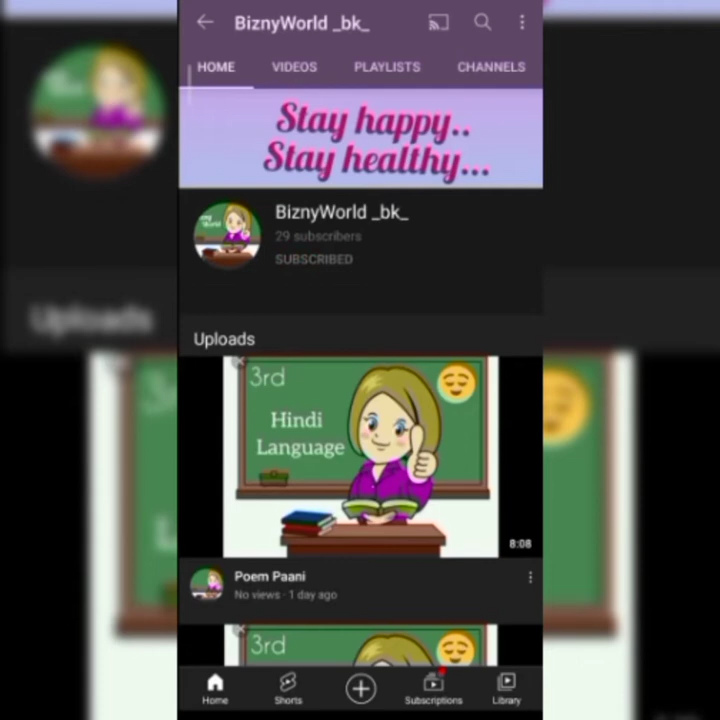 BiznyWorld _bk_
HOME VIDEOS PLAYLISTS CHANNELS
Stay happy..
Stay healthy...
BiznyWorld _bk_
29 subscribers
SUBSCRIBED
Uploads
Uploads
3rd
Hindi
Language
8:08
Poem Paani
No views · 1 day ago
3rd
Home Shorts Subscriptions Library